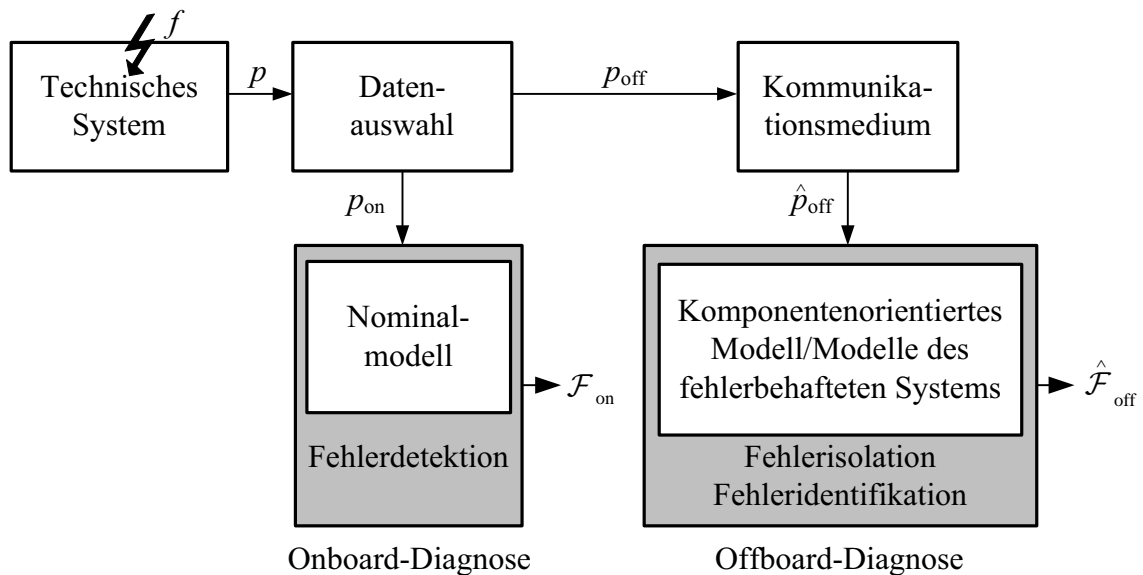 f
Technisches
System
p
Daten-
auswahl
p_off
Kommunika-
tionsmedium
p_on
p̂_off
Nominal-
modell
Fehlerdetektion
ℱ_on
Komponentenorientiertes
Modell/Modelle des
fehlerbehafteten Systems
Fehlerisolation
Fehleridentifikation
ℱ̂_off
Onboard-Diagnose
Offboard-Diagnose